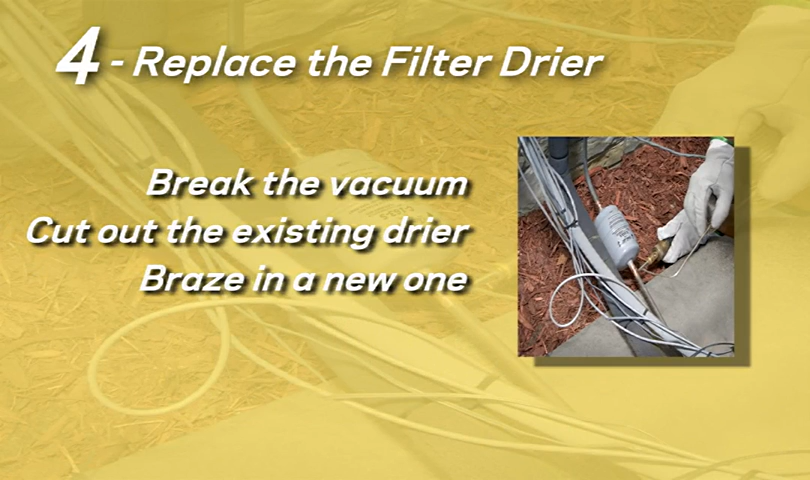 4 - Replace the Filter Drier
Break the vacuum
Cut out the existing drier
Braze in a new one